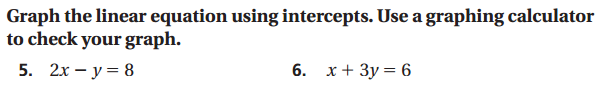 Graph the linear equation using intercepts. Use a graphing calculator
to check your graph.
5. 2x − y = 8 6. x + 3y = 6